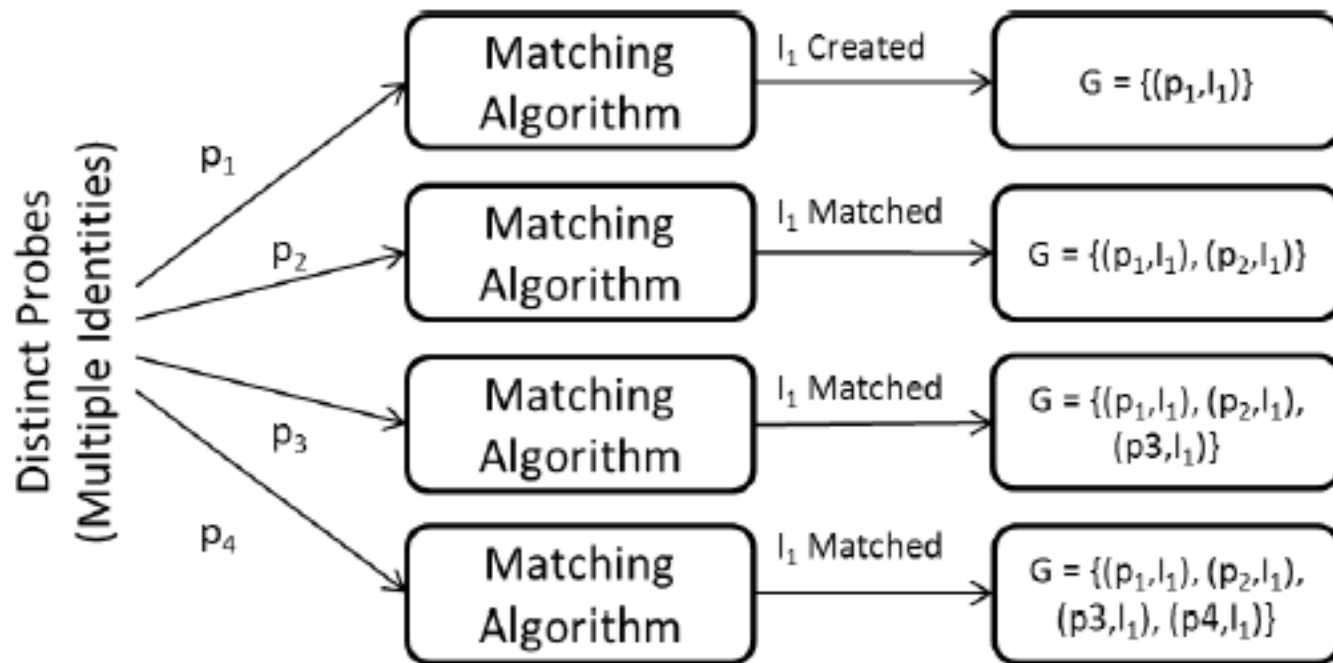 Distinct Probes
(Multiple Identities)
p₁
Matching
Algorithm
I₁ Created
G = {(p₁,I₁)}
p₂
Matching
Algorithm
I₁ Matched
G = {(p₁,I₁), (p₂,I₁)}
p₃
Matching
Algorithm
I₁ Matched
G = {(p₁,I₁), (p₂,I₁),
(p3,I₁)}
p₄
Matching
Algorithm
I₁ Matched
G = {(p₁,I₁), (p₂,I₁),
(p3,I₁), (p4,I₁)}